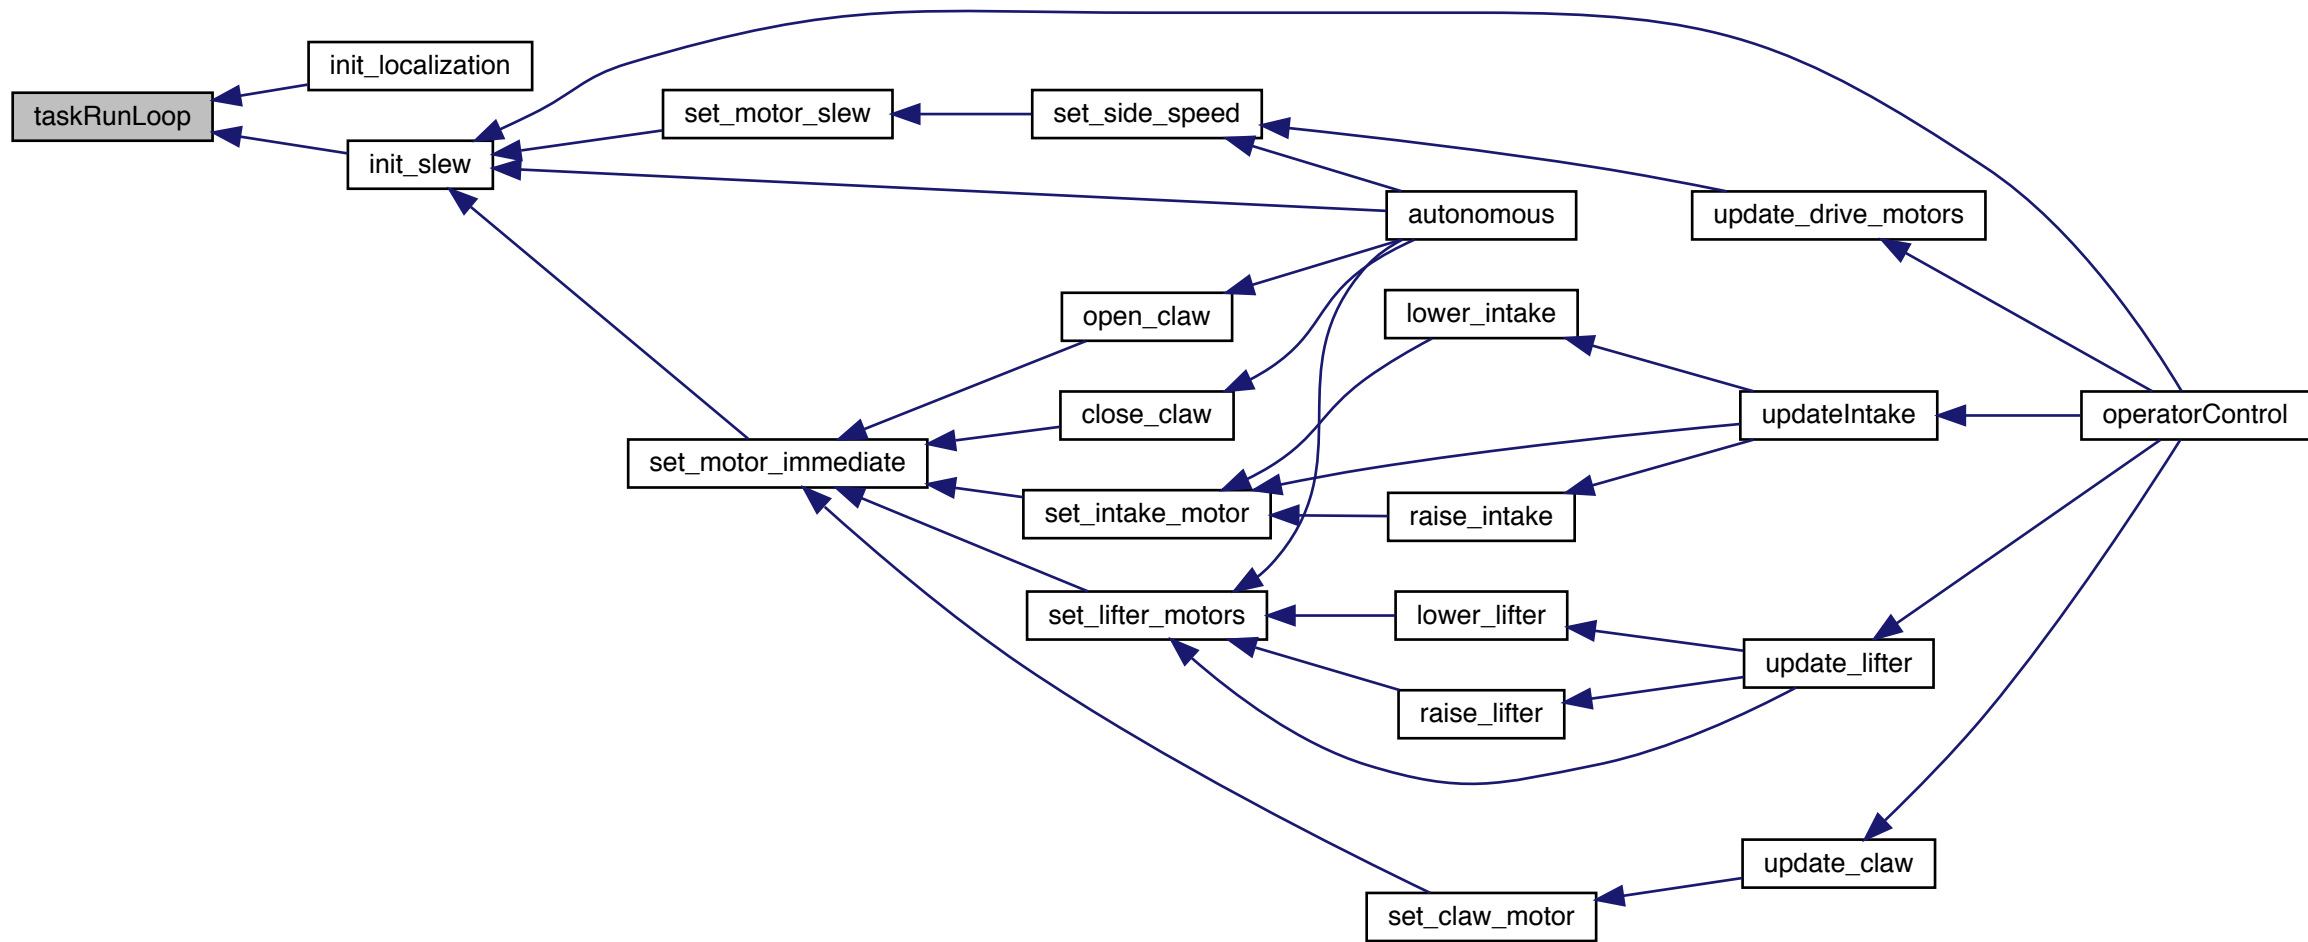 init_localization
taskRunLoop
set_motor_slew
set_side_speed
init_slew
autonomous
update_drive_motors
open_claw
lower_intake
close_claw
updateIntake
operatorControl
set_motor_immediate
set_intake_motor
raise_intake
set_lifter_motors
lower_lifter
update_lifter
raise_lifter
update_claw
set_claw_motor